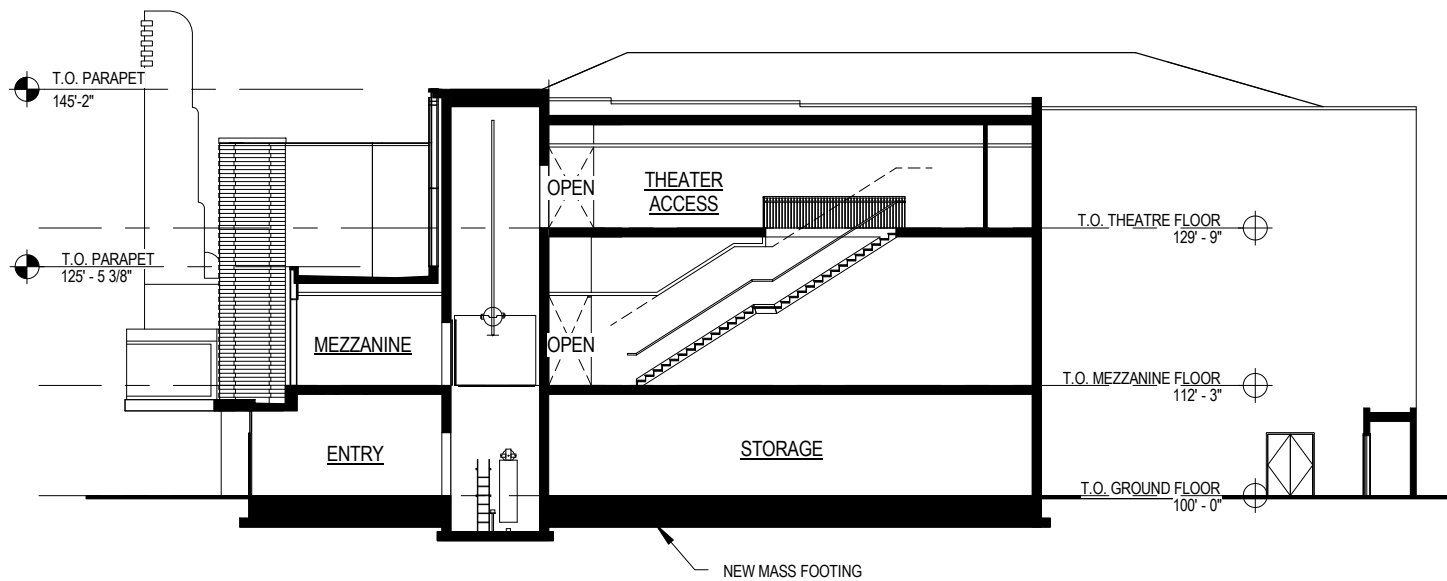 T.O. PARAPET
145'-2"
OPEN
THEATER
ACCESS
T.O. THEATRE FLOOR
129' - 9"
T.O. PARAPET
125' - 5 3/8"
MEZZANINE
OPEN
T.O. MEZZANINE FLOOR
112' - 3"
ENTRY
STORAGE
T.O. GROUND FLOOR
100' - 0"
NEW MASS FOOTING